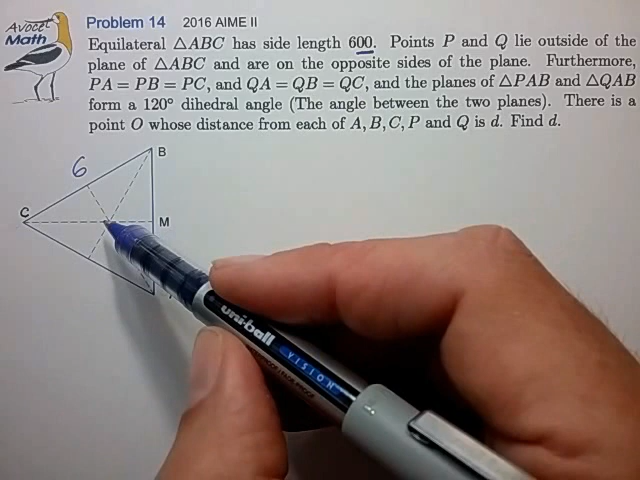 Avocet
Math
Problem 14 2016 AIME II
Equilateral △ABC has side length 600. Points P and Q lie outside of the
plane of △ABC and are on the opposite sides of the plane. Furthermore,
PA = PB = PC, and QA = QB = QC, and the planes of △PAB and △QAB
form a 120° dihedral angle (The angle between the two planes). There is a
point O whose distance from each of A, B, C, P and Q is d. Find d.
6
B
C
M
uni-ball
VISION